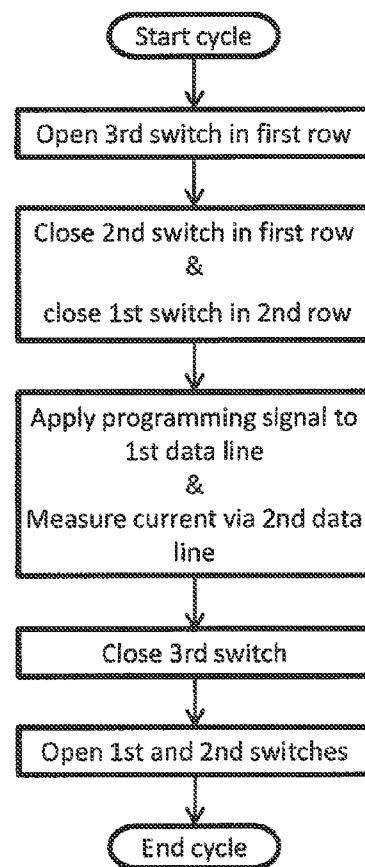 Start cycle
Open 3rd switch in first row
Close 2nd switch in first row
&
close 1st switch in 2nd row
Apply programming signal to
1st data line
&
Measure current via 2nd data
line
Close 3rd switch
Open 1st and 2nd switches
End cycle